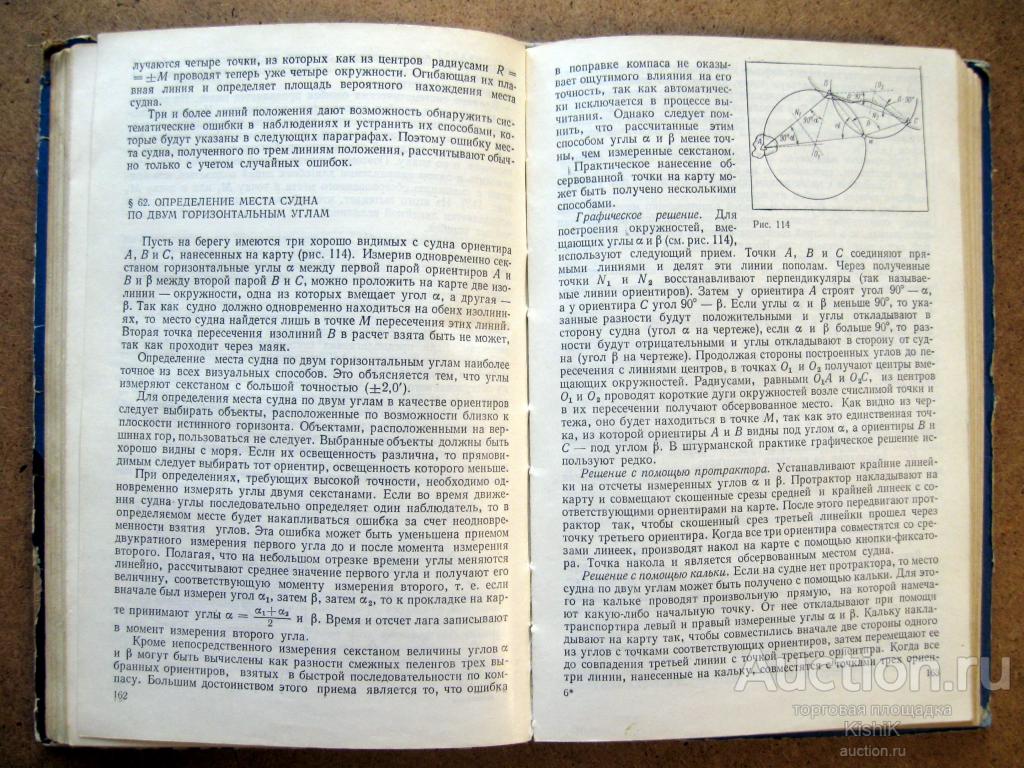 лучаются четыре точки, из которых как из центров радиусами R =
= ±М проводят теперь уже четыре окружности. Огибающая их плав-
ная линия и определяет площадь вероятного нахождения места
судна.
Три и более линий положения дают возможность обнаружить сис-
тематические ошибки в наблюдениях и устранить их способами, ко-
торые будут указаны в следующих параграфах. Поэтому ошибку мес-
та судна, полученного по трем линиям положения, рассчитывают обыч-
но только с учетом случайных ошибок.
§ 62. ОПРЕДЕЛЕНИЕ МЕСТА СУДНА
ПО ДВУМ ГОРИЗОНТАЛЬНЫМ УГЛАМ
Пусть на берегу имеются три хорошо видимых с судна ориентира
А, В и С, нанесенных на карту (рис. 114). Измерив одновременно сек-
станом горизонтальные углы α между первой парой ориентиров А и
В и β между второй парой В и С, можно проложить на карте две изо-
линии — окружности, одна из которых вмещает угол α, а другая —
β. Так как судно должно одновременно находиться на обеих изолини-
ях, то место судна найдется лишь в точке М пересечения этих линий.
Вторая точка пересечения изолиний В в расчет взята быть не может,
так как проходит через маяк.
Определение места судна по двум горизонтальным углам наиболее
точное из всех визуальных способов. Это объясняется тем, что углы
измеряют секстаном с большой точностью (±2,0′).
Для определения места судна по двум углам в качестве ориентиров
следует выбирать объекты, расположенные по возможности близко к
плоскости истинного горизонта. Объектами, расположенными на вер-
шинах гор, пользоваться не следует. Выбранные объекты должны быть
хорошо видны с моря. Если их освещенность различна, то прямови-
димым следует выбирать тот ориентир, освещенность которого меньше.
При определениях, требующих высокой точности, необходимо од-
новременно измерять углы двумя секстанами. Если во время движе-
ния судна углы последовательно определяет один наблюдатель, то в
определяемом месте будет накапливаться ошибка за счет неодновре-
менности взятия углов. Эта ошибка может быть уменьшена приемом
двукратного измерения первого угла до и после момента измерения
второго. Полагая, что на небольшом отрезке времени углы меняются
линейно, рассчитывают среднее значение первого угла и получают его
величину, соответствующую моменту измерения второго, т. е. если
вначале был измерен угол α₁, затем β, затем α₂, то к прокладке на кар-
те принимают углы α = (α₁+α₂)/2 и β. Время и отсчет лага записывают
в момент измерения второго угла.
Кроме непосредственного измерения секстаном величины углов α
и β могут быть вычислены как разности смежных пеленгов трех вы-
бранных ориентиров, взятых в быстрой последовательности по ком-
пасу. Большим достоинством этого приема является то, что ошибка
162
в поправке компаса не оказы-
вает ощутимого влияния на его
точность, так как автоматичес-
ки исключается в процессе вы-
читания. Однако следует пом-
нить, что рассчитанные этим
способом углы α и β менее точ-
ны, чем измеренные секстаном.
Практическое нанесение об-
сервованной точки на карту мо-
жет быть получено несколькими
способами.
Графическое решение. Для
построения окружностей, вме-
щающих углы α и β (см. рис. 114),
Рис. 114
используют следующий прием. Точки А, В и С соединяют пря-
мыми линиями и делят эти линии пополам. Через полученные
точки N₁ и N₂ восстанавливают перпендикуляры (так называе-
мые линии ориентиров). Затем у ориентира А строят угол 90°—α,
а у ориентира С угол 90° — β. Если углы α и β меньше 90°, то ука-
занные разности будут положительными и углы откладывают в
сторону судна (угол α на чертеже), если α и β больше 90°, то раз-
ности будут отрицательными и углы откладывают в сторону от суд-
на (угол β на чертеже). Продолжая стороны построенных углов до пе-
ресечения с линиями центров, в точках O₁ и O₂ получают центры вме-
щающих окружностей. Радиусами, равными O₁A и O₂C, из центров
O₁ и O₂ проводят короткие дуги окружностей возле счислимой точки и
в их пересечении получают обсервованное место. Как видно из чер-
тежа, оно будет находиться в точке М, так как это единственная точ-
ка, из которой ориентиры А и В видны под углом α, а ориентиры В и
С — под углом β. В штурманской практике графическое решение ис-
пользуют редко.
Решение с помощью протрактора. Устанавливают крайние линей-
ки на отсчеты измеренных углов α и β. Протрактор накладывают на
карту и совмещают скошенные срезы средней и крайней линеек с со-
ответствующими ориентирами на карте. После этого передвигают прот-
рактор так, чтобы скошенный срез третьей линейки прошел через
точку третьего ориентира. Когда все три ориентира совместятся со сре-
зами линеек, производят накол на карте с помощью кнопки-фиксато-
ра. Точка накола и является обсервованным местом судна.
Решение с помощью кальки. Если на судне нет протрактора, то место
судна по двум углам может быть получено с помощью кальки. Для это-
го на кальке проводят произвольную прямую, на которой намеча-
ют какую-либо начальную точку. От нее откладывают при помощи
транспортира левый и правый измеренные углы α и β. Кальку накла-
дывают на карту так, чтобы совместились вначале две стороны одного
из углов с точками соответствующих ориентиров, затем перемещают ее
до совпадения третьей линии с точкой третьего ориентира. Когда все
три линии, нанесенные на кальку, совместятся с точками трех ориен-
6*
163
Auction.ru
торговая площадка
KishiK
auction.ru